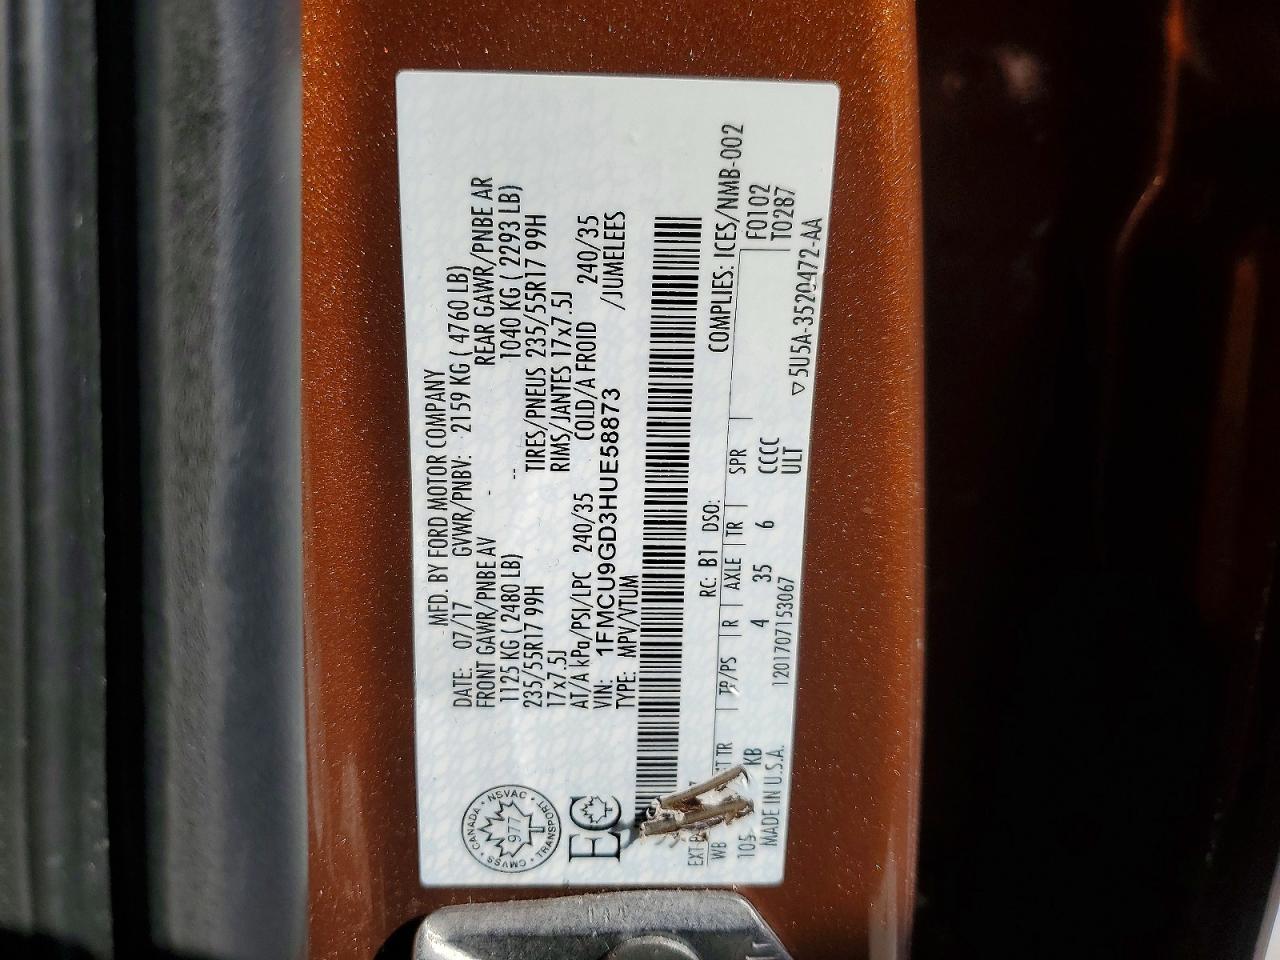 MFD. BY FORD MOTOR COMPANY
DATE: 07/17 GVWR/PNBV: 2159 KG ( 4760 LB)
FRONT GAWR/PNBE AV REAR GAWR/PNBE AR
1125 KG ( 2480 LB) 1040 KG ( 2293 LB)
235/55R17 99H TIRES/PNEUS 235/55R17 99H
17x7.5J RIMS/JANTES 17x7.5J
AT/A kPa/PSI/LPC 240/35 COLD/A FROID 240/35
VIN: 1FMCU9GD3HUE58873 /JUMELEES
TYPE: MPV/VTUM
CANADA • NSVAC • TRANSPORT • CMVSS
977
EC
COMPLIES: ICES/NMB-002
EXT RC: B1 DSO: F0102
WB TR TP/PS R AXLE TR SPR T0287
105 KB 4 35 6 CCCC
ULT
MADE IN U.S.A. 1201707153067 ▽5U5A-3520472-AA